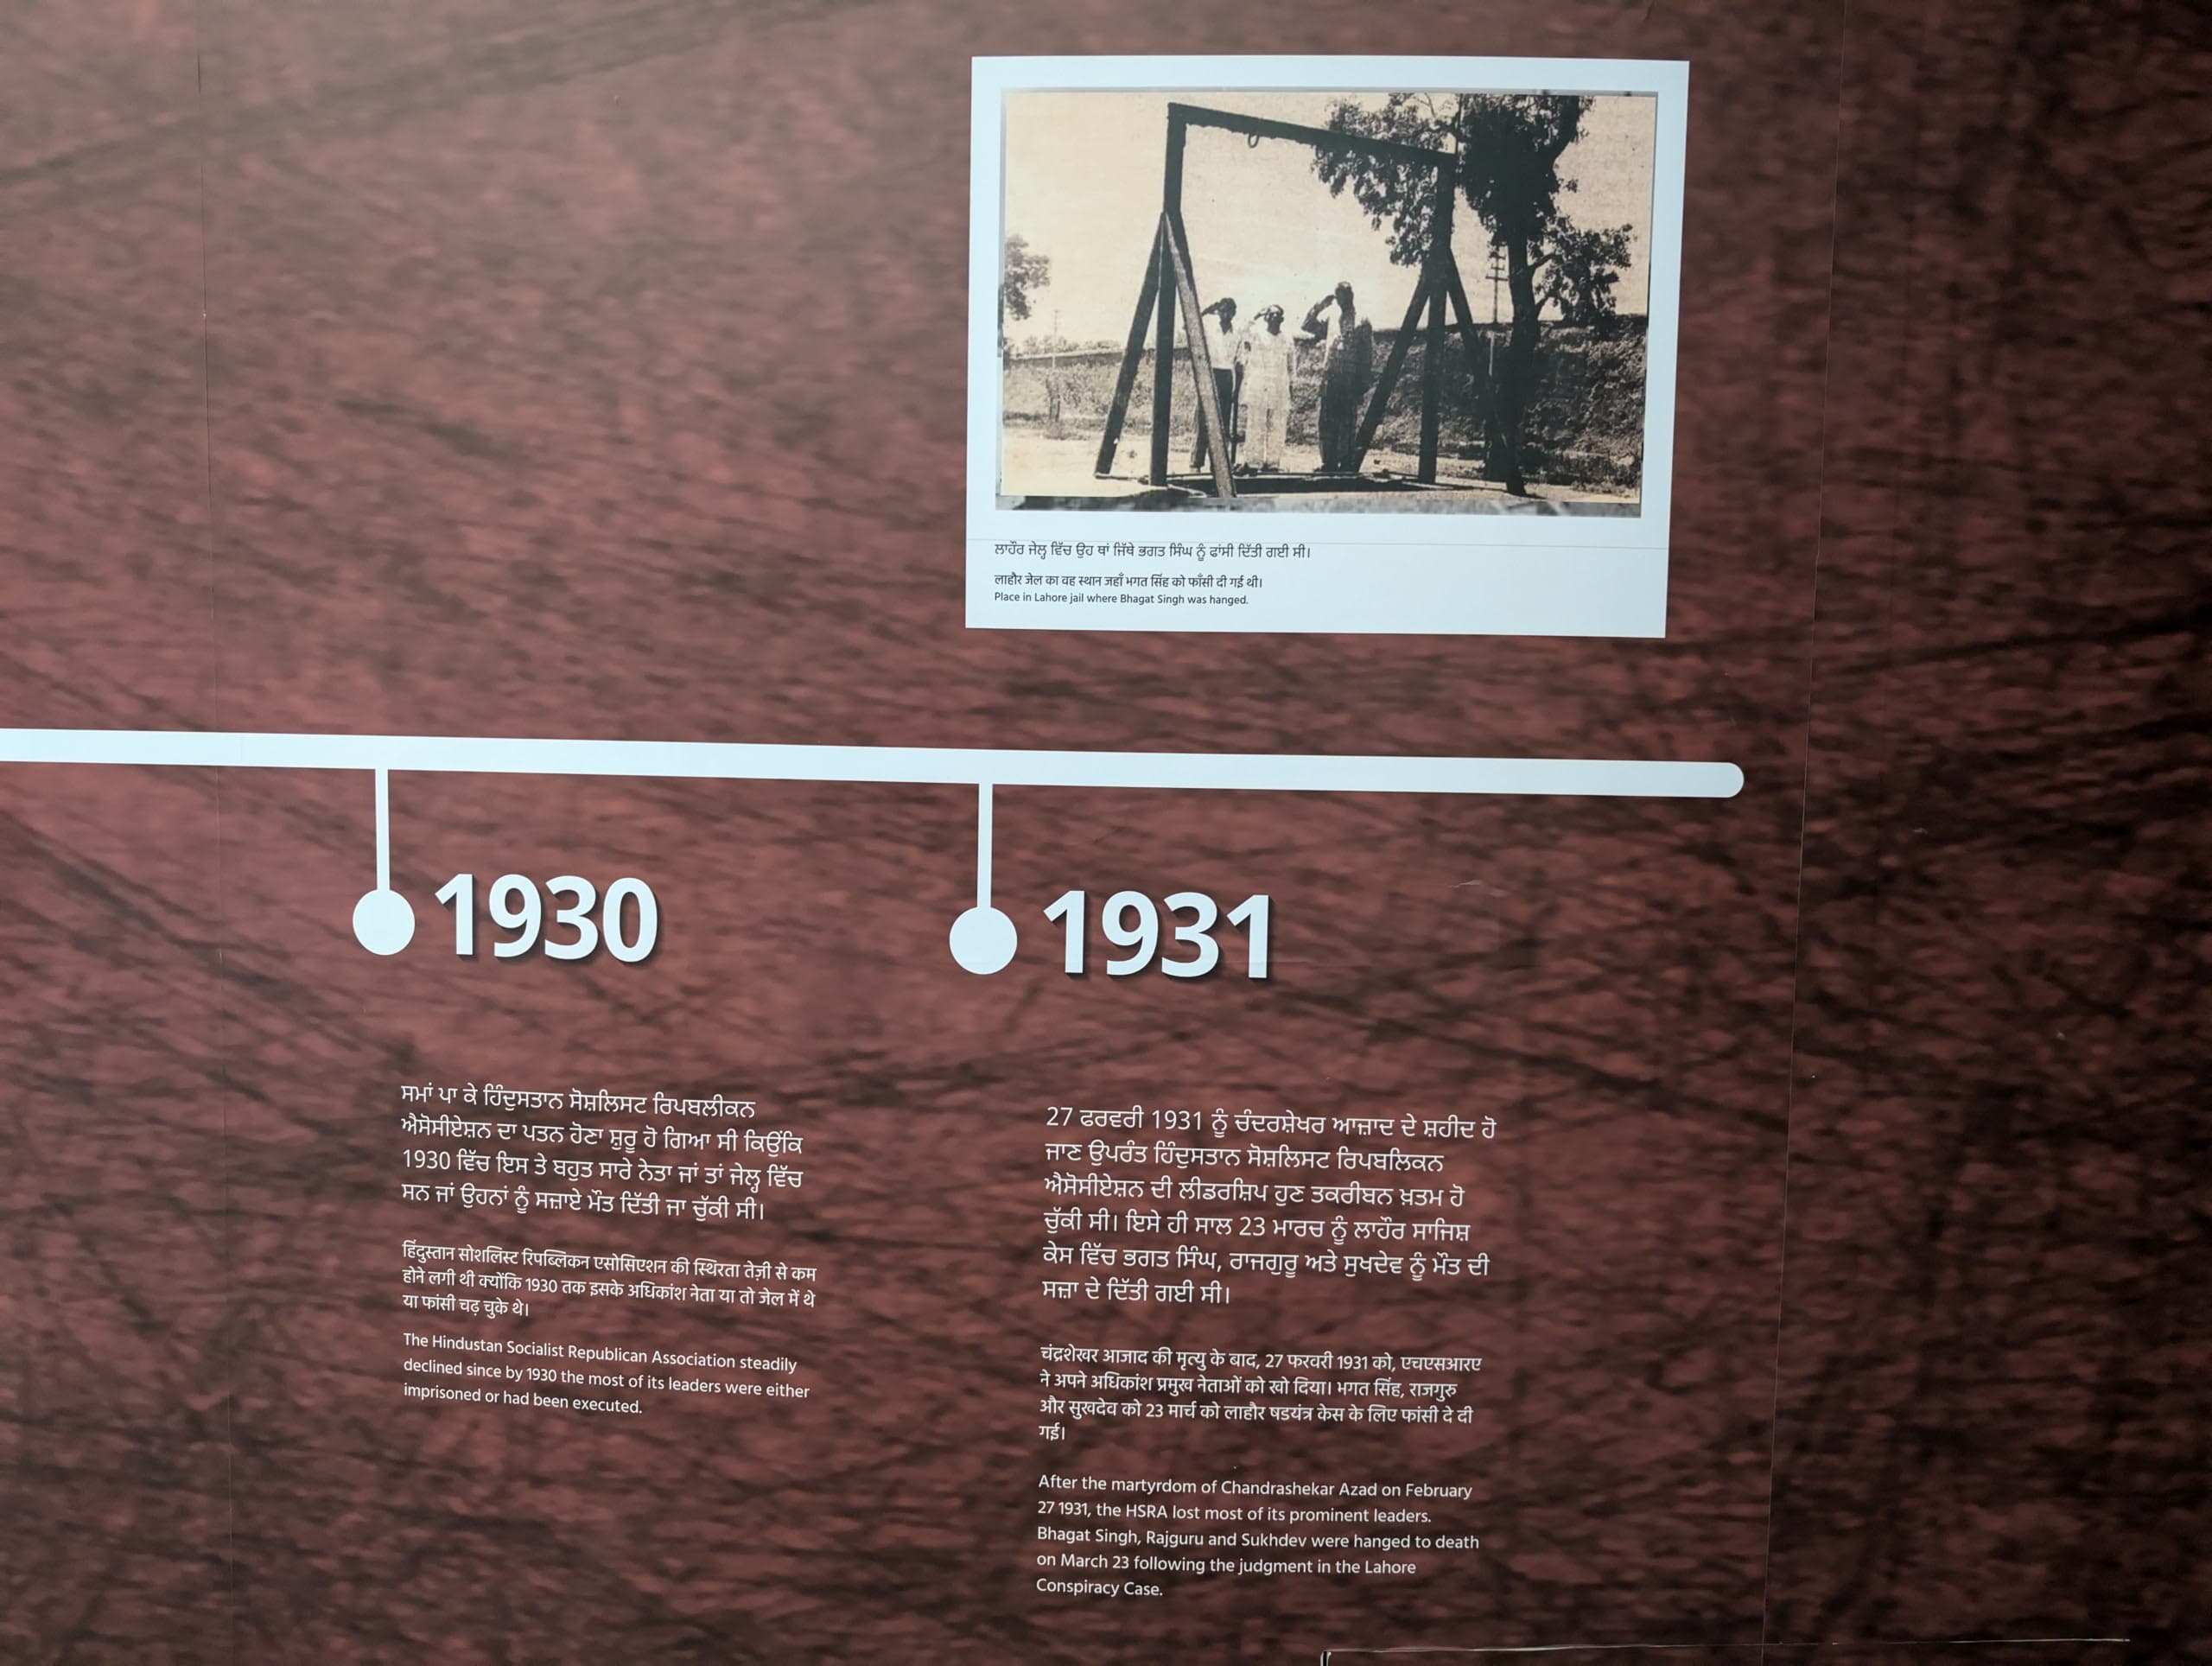 ਲਾਹੌਰ ਜੇਲ੍ਹ ਵਿੱਚ ਉਹ ਥਾਂ ਜਿੱਥੇ ਭਗਤ ਸਿੰਘ ਨੂੰ ਫਾਂਸੀ ਦਿੱਤੀ ਗਈ ਸੀ।
लाहौर जेल का वह स्थान जहाँ भगत सिंह को फाँसी दी गई थी।
Place in Lahore jail where Bhagat Singh was hanged.
1930
ਸਮਾਂ ਪਾ ਕੇ ਹਿੰਦੁਸਤਾਨ ਸੋਸ਼ਲਿਸਟ ਰਿਪਬਲੀਕਨ
ਐਸੋਸੀਏਸ਼ਨ ਦਾ ਪਤਨ ਹੋਣਾ ਸ਼ੁਰੂ ਹੋ ਗਿਆ ਸੀ ਕਿਉਂਕਿ
1930 ਵਿੱਚ ਇਸ ਤੇ ਬਹੁਤ ਸਾਰੇ ਨੇਤਾ ਜਾਂ ਤਾਂ ਜੇਲ੍ਹ ਵਿੱਚ
ਸਨ ਜਾਂ ਉਹਨਾਂ ਨੂੰ ਸਜ਼ਾਏ ਮੌਤ ਦਿੱਤੀ ਜਾ ਚੁੱਕੀ ਸੀ।
हिंदुस्तान सोशलिस्ट रिपब्लिकन एसोसिएशन की स्थिरता तेज़ी से कम
होने लगी थी क्योंकि 1930 तक इसके अधिकांश नेता या तो जेल में थे
या फांसी चढ़ चुके थे।
The Hindustan Socialist Republican Association steadily
declined since by 1930 the most of its leaders were either
imprisoned or had been executed.
1931
27 ਫਰਵਰੀ 1931 ਨੂੰ ਚੰਦਰਸ਼ੇਖਰ ਆਜ਼ਾਦ ਦੇ ਸ਼ਹੀਦ ਹੋ
ਜਾਣ ਉਪਰੰਤ ਹਿੰਦੁਸਤਾਨ ਸੋਸ਼ਲਿਸਟ ਰਿਪਬਲਿਕਨ
ਐਸੋਸੀਏਸ਼ਨ ਦੀ ਲੀਡਰਸ਼ਿਪ ਹੁਣ ਤਕਰੀਬਨ ਖ਼ਤਮ ਹੋ
ਚੁੱਕੀ ਸੀ। ਇਸੇ ਹੀ ਸਾਲ 23 ਮਾਰਚ ਨੂੰ ਲਾਹੌਰ ਸਾਜਿਸ਼
ਕੇਸ ਵਿੱਚ ਭਗਤ ਸਿੰਘ, ਰਾਜਗੁਰੂ ਅਤੇ ਸੁਖਦੇਵ ਨੂੰ ਮੌਤ ਦੀ
ਸਜ਼ਾ ਦੇ ਦਿੱਤੀ ਗਈ ਸੀ।
चंद्रशेखर आजाद की मृत्यु के बाद, 27 फरवरी 1931 को, एचएसआरए
ने अपने अधिकांश प्रमुख नेताओं को खो दिया। भगत सिंह, राजगुरु
और सुखदेव को 23 मार्च को लाहौर षडयंत्र केस के लिए फांसी दे दी
गई।
After the martyrdom of Chandrashekar Azad on February
27 1931, the HSRA lost most of its prominent leaders.
Bhagat Singh, Rajguru and Sukhdev were hanged to death
on March 23 following the judgment in the Lahore
Conspiracy Case.